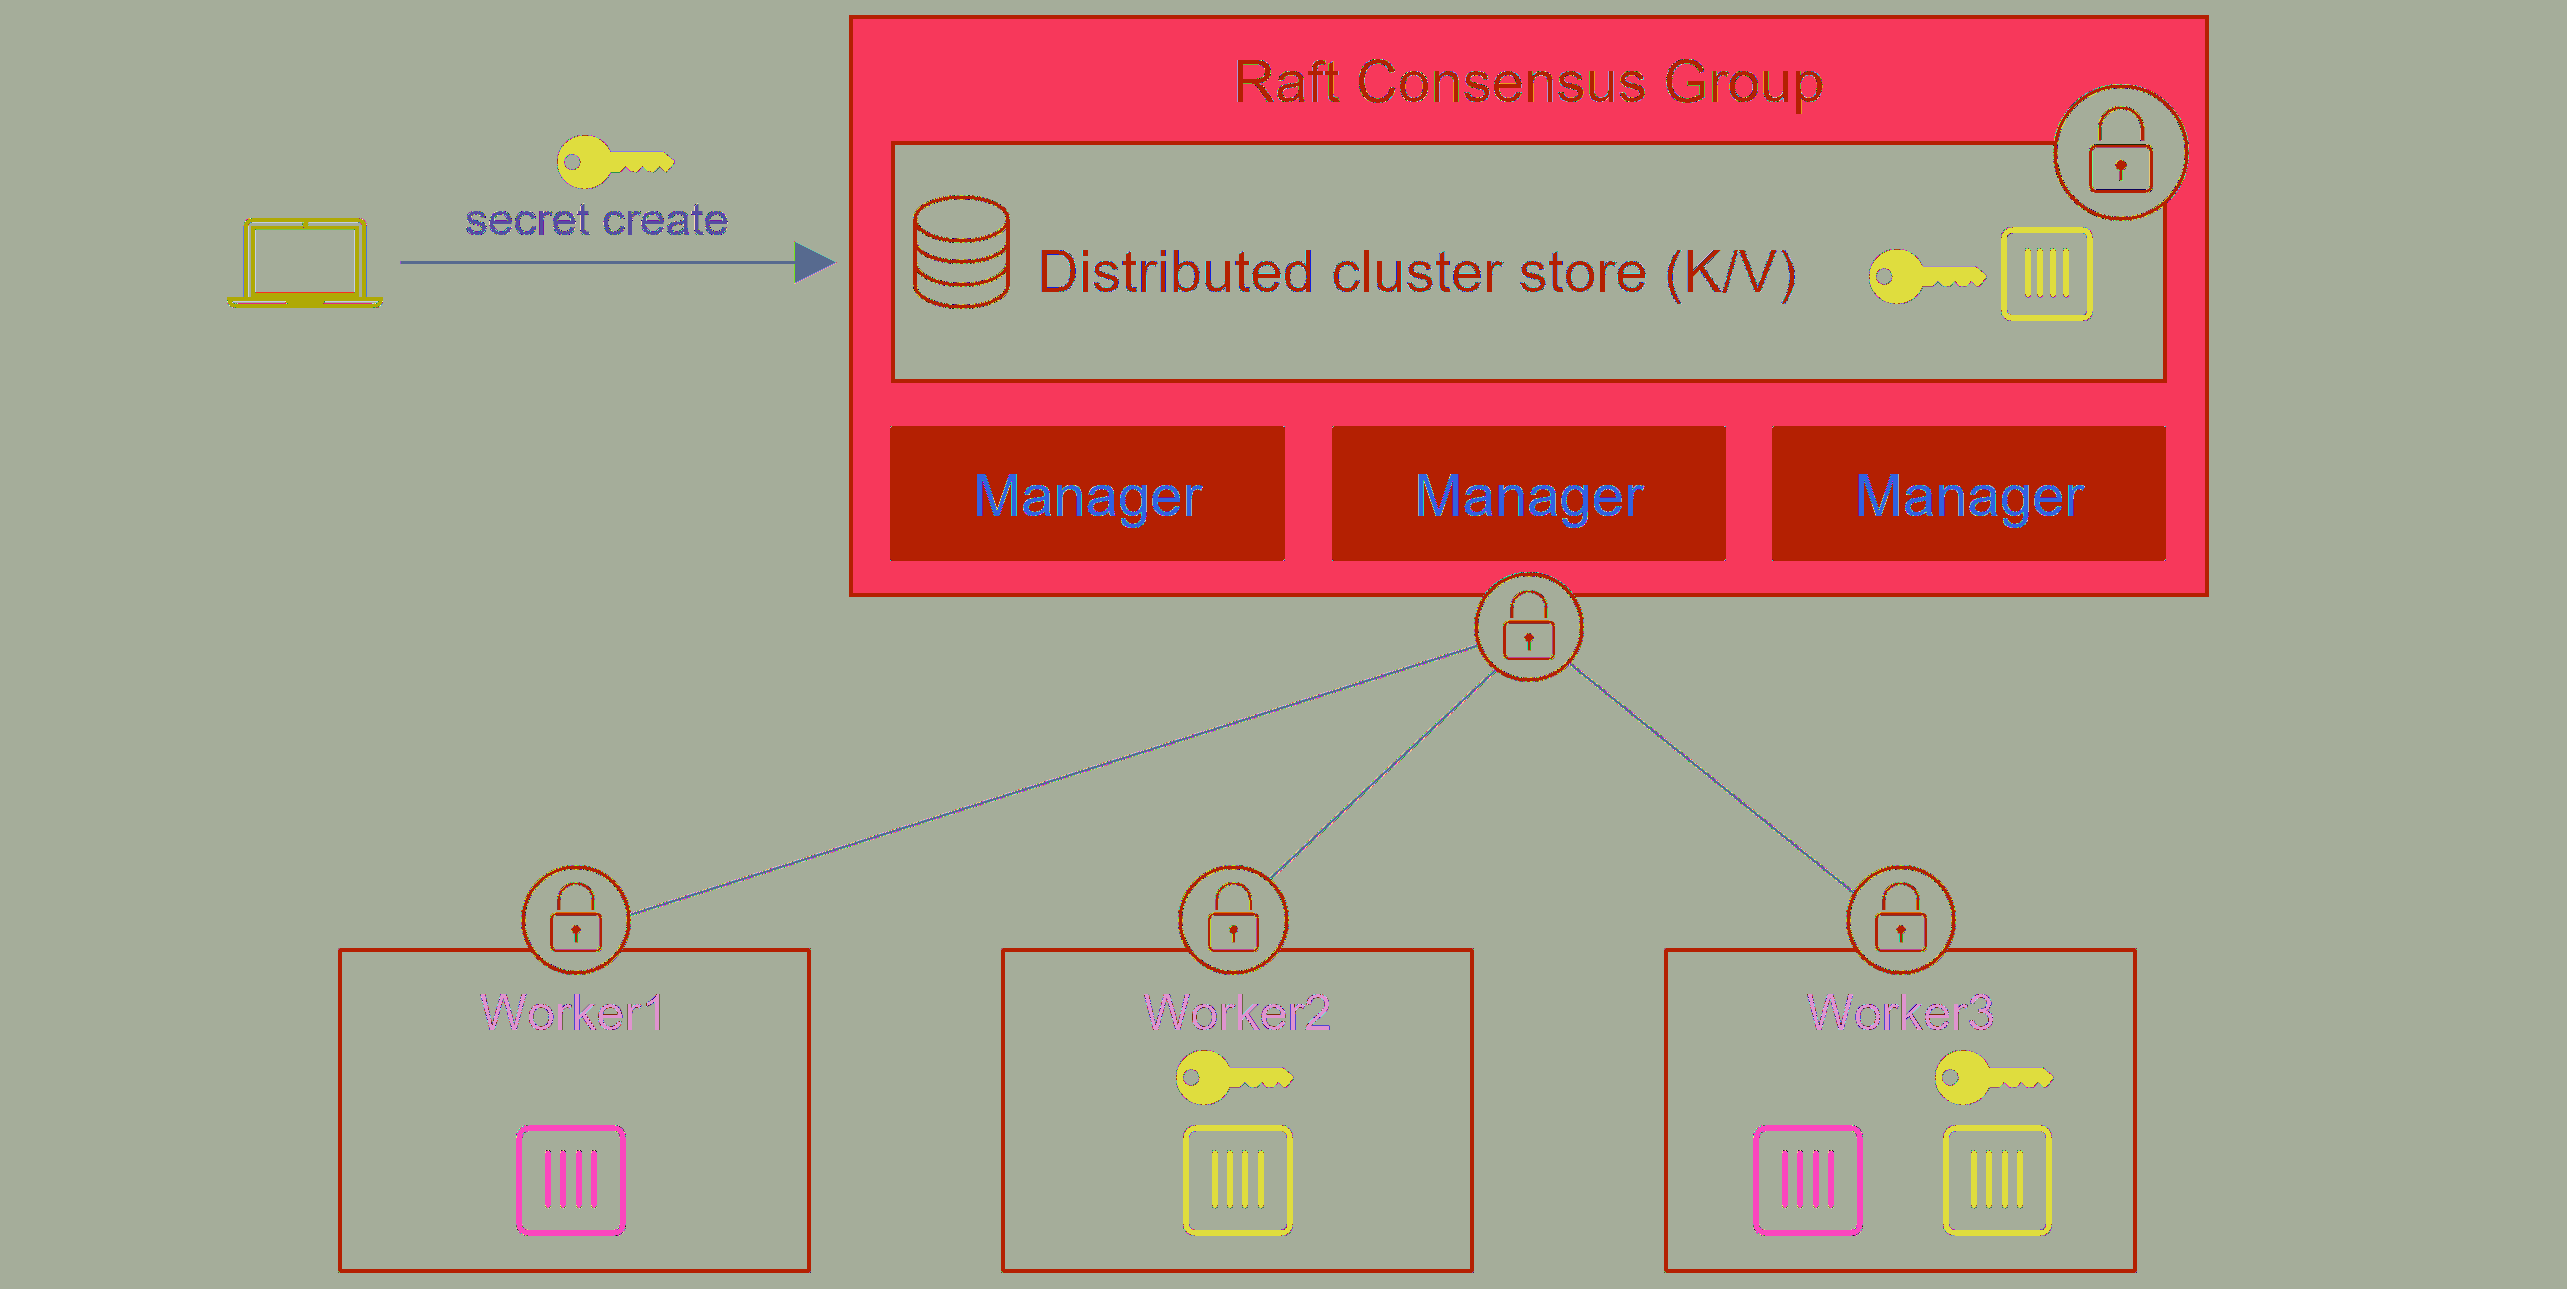 Raft Consensus Group
secret create
Distributed cluster store (K/V)
Manager
Manager
Manager
Worker1
Worker2
Worker3